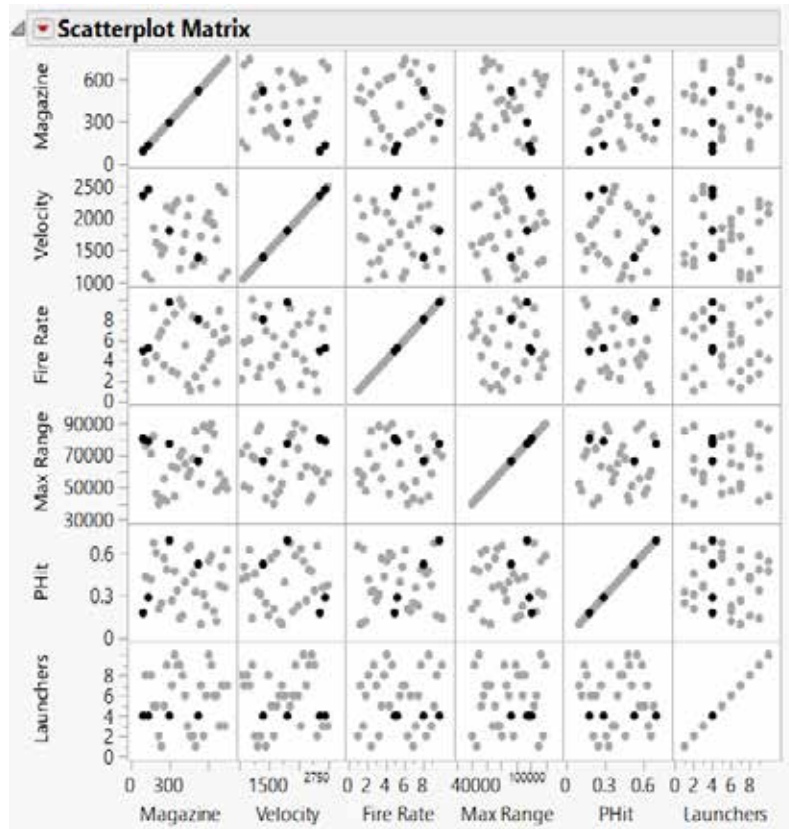 Scatterplot Matrix
Magazine
600
300
0
Velocity
2500
2000
1500
1000
Fire Rate
8
6
4
2
0
Max Range
90000
70000
50000
30000
PHit
0.6
0.3
0
Launchers
8
6
4
2
0
0 300 1500 2750 0 2 4 6 8 40000 100000 0 0.3 0.6 0 2 4 6 8
Magazine Velocity Fire Rate Max Range PHit Launchers